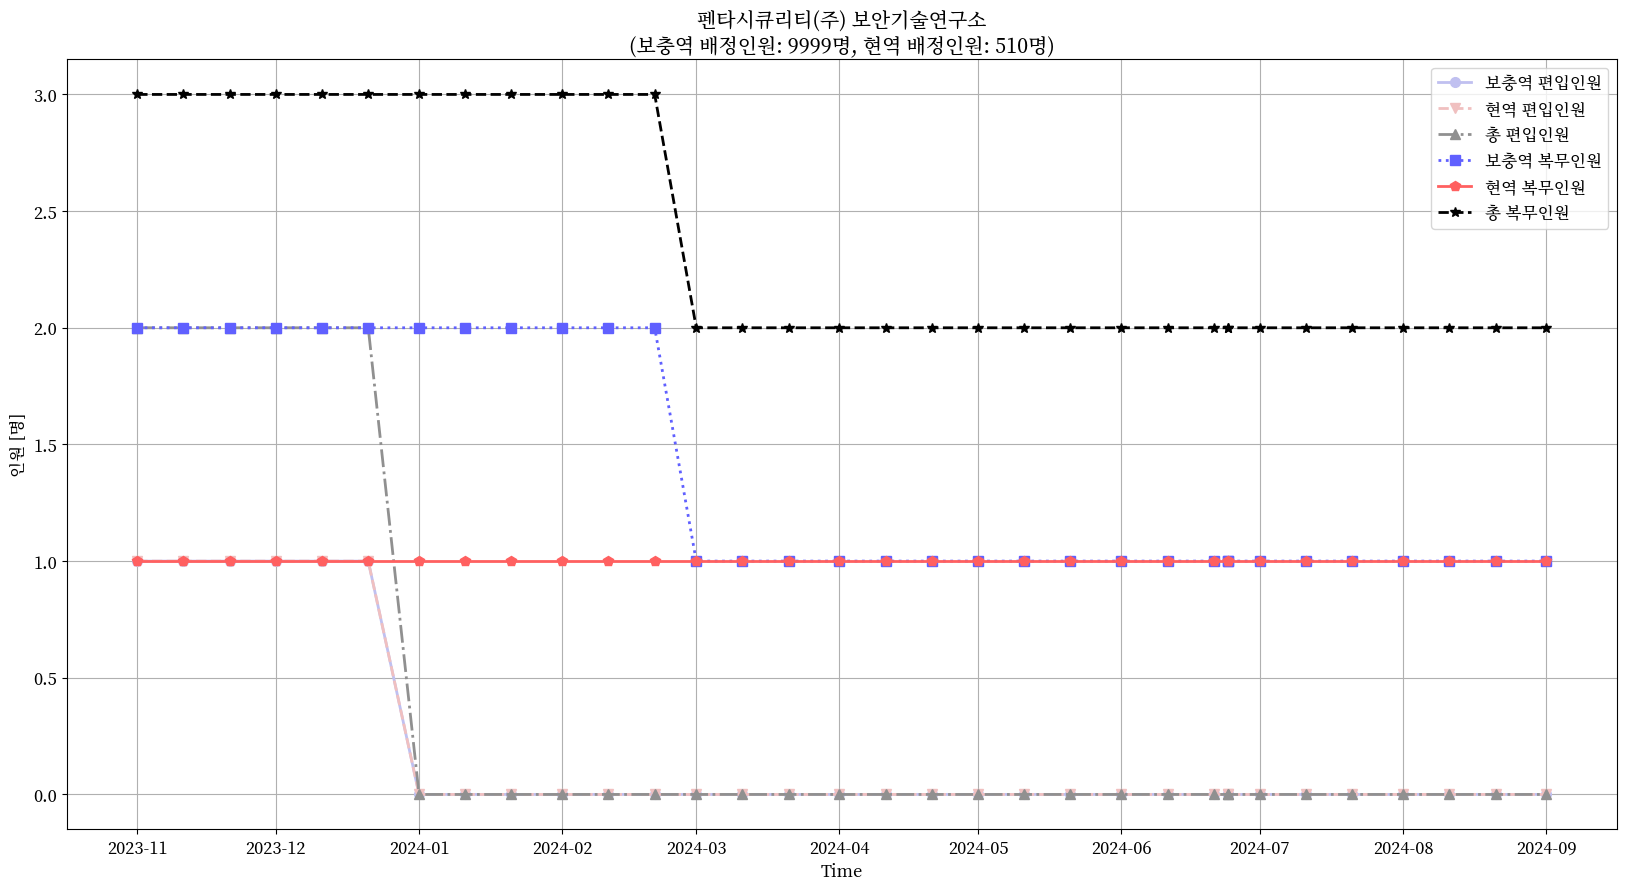 펜타시큐리티(주) 보안기술연구소
(보충역 배정인원: 9999명, 현역 배정인원: 510명)
보충역 편입인원
현역 편입인원
총 편입인원
보충역 복무인원
현역 복무인원
총 복무인원
인원 [명]
3.0
2.5
2.0
1.5
1.0
0.5
0.0
2023-11 2023-12 2024-01 2024-02 2024-03 2024-04 2024-05 2024-06 2024-07 2024-08 2024-09
Time